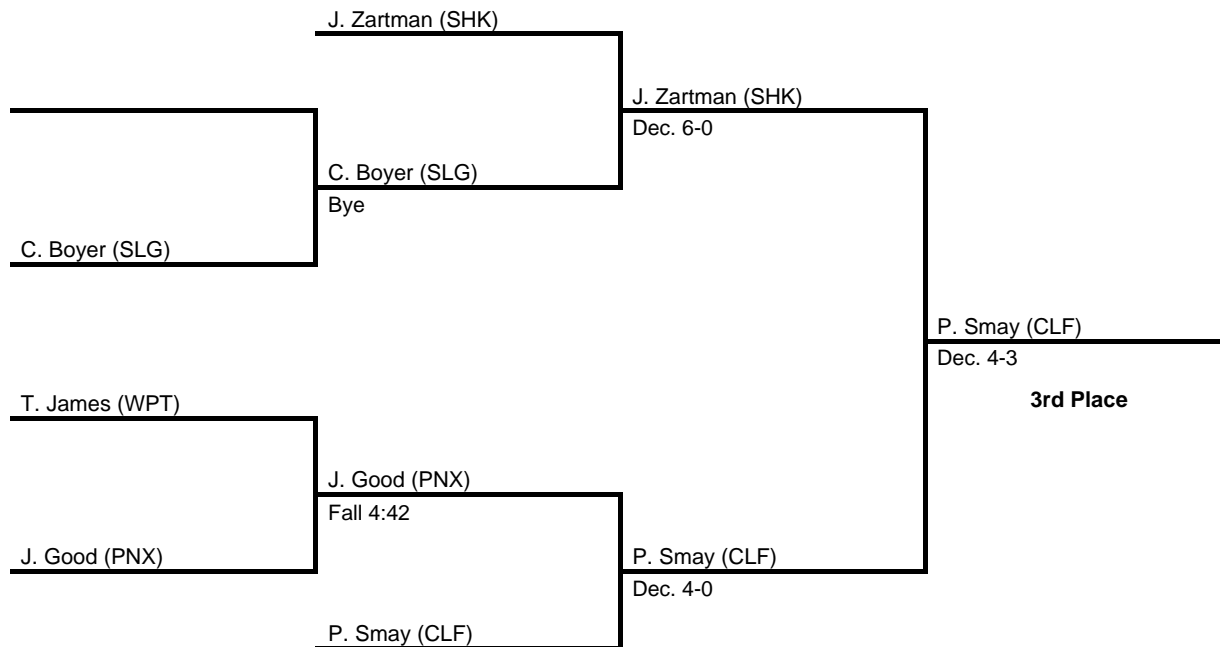 J. Zartman (SHK)
J. Zartman (SHK)
Dec. 6-0
C. Boyer (SLG)
Bye
C. Boyer (SLG)
P. Smay (CLF)
Dec. 4-3
3rd Place
T. James (WPT)
J. Good (PNX)
Fall 4:42
J. Good (PNX)
P. Smay (CLF)
Dec. 4-0
P. Smay (CLF)